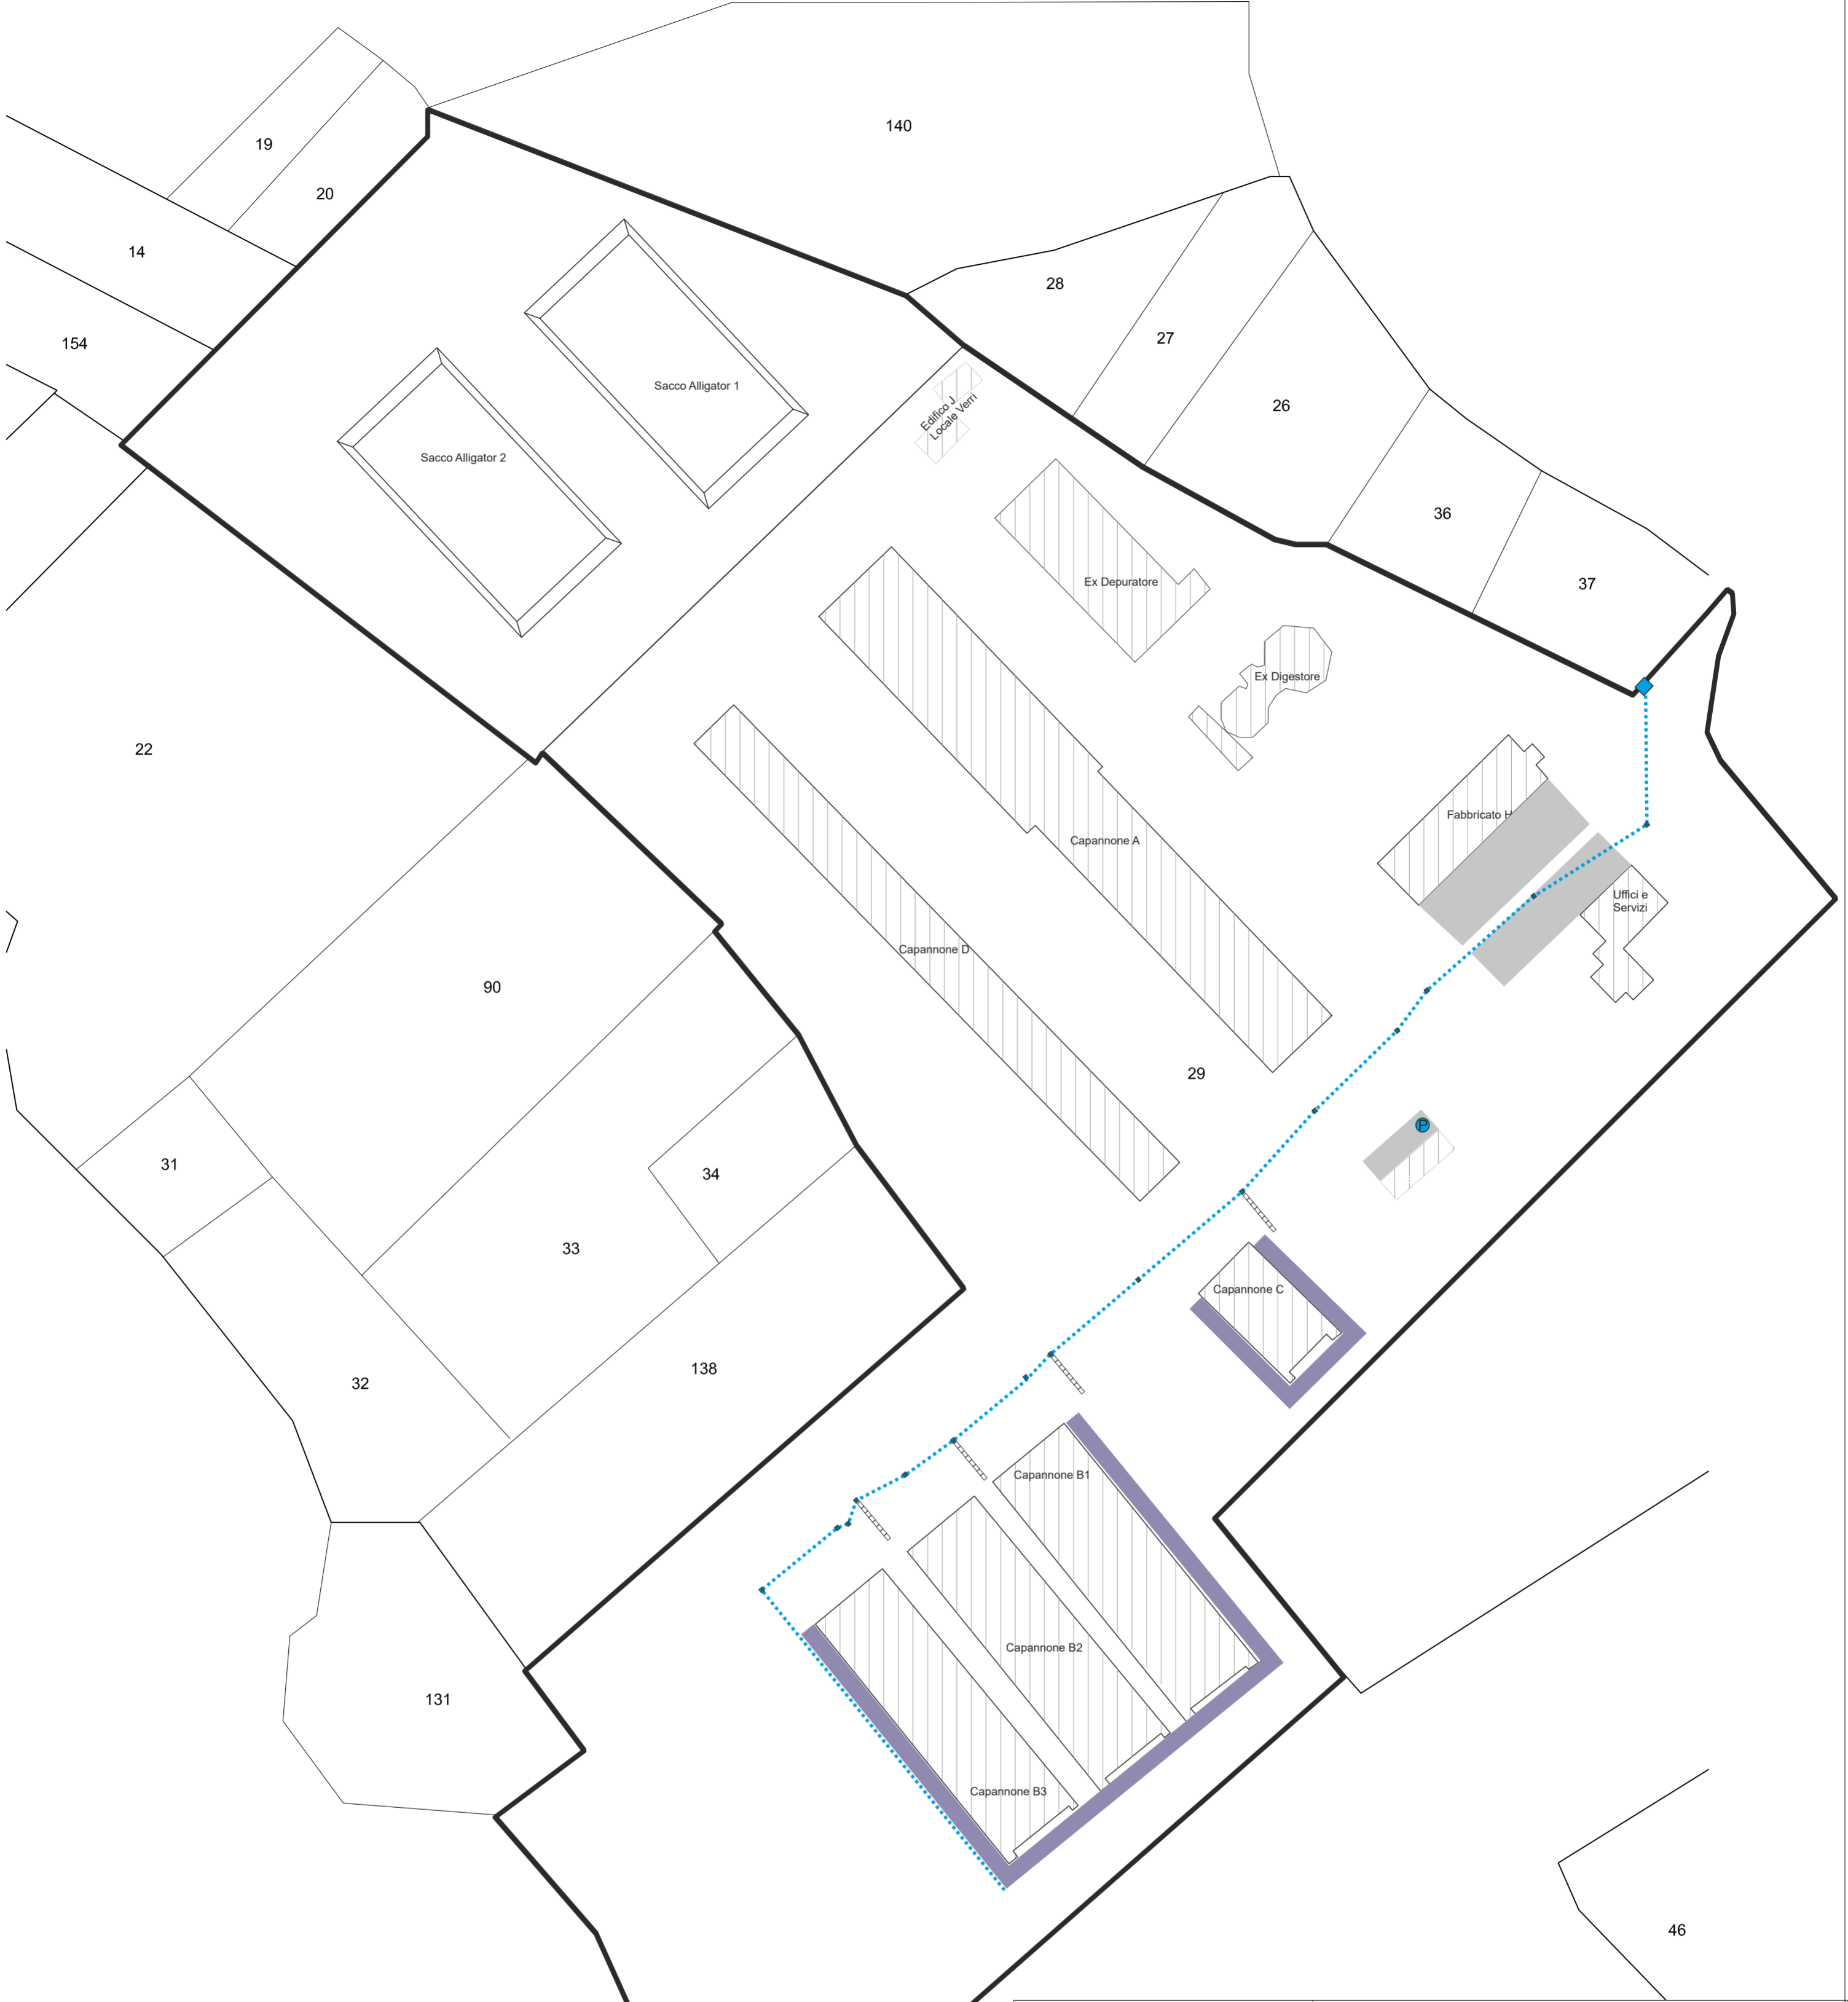 140
19
20
14
28
27
154
Sacco Alligator 1
26
Edifico J
Locale Verri
Sacco Alligator 2
36
Ex Depuratore
37
Ex Digestore
22
Fabbricato H
Capannone A
Uffici e
Servizi
Capannone D
90
29
P
31
34
33
Capannone C
138
32
Capannone B1
Capannone B2
131
Capannone B3
46